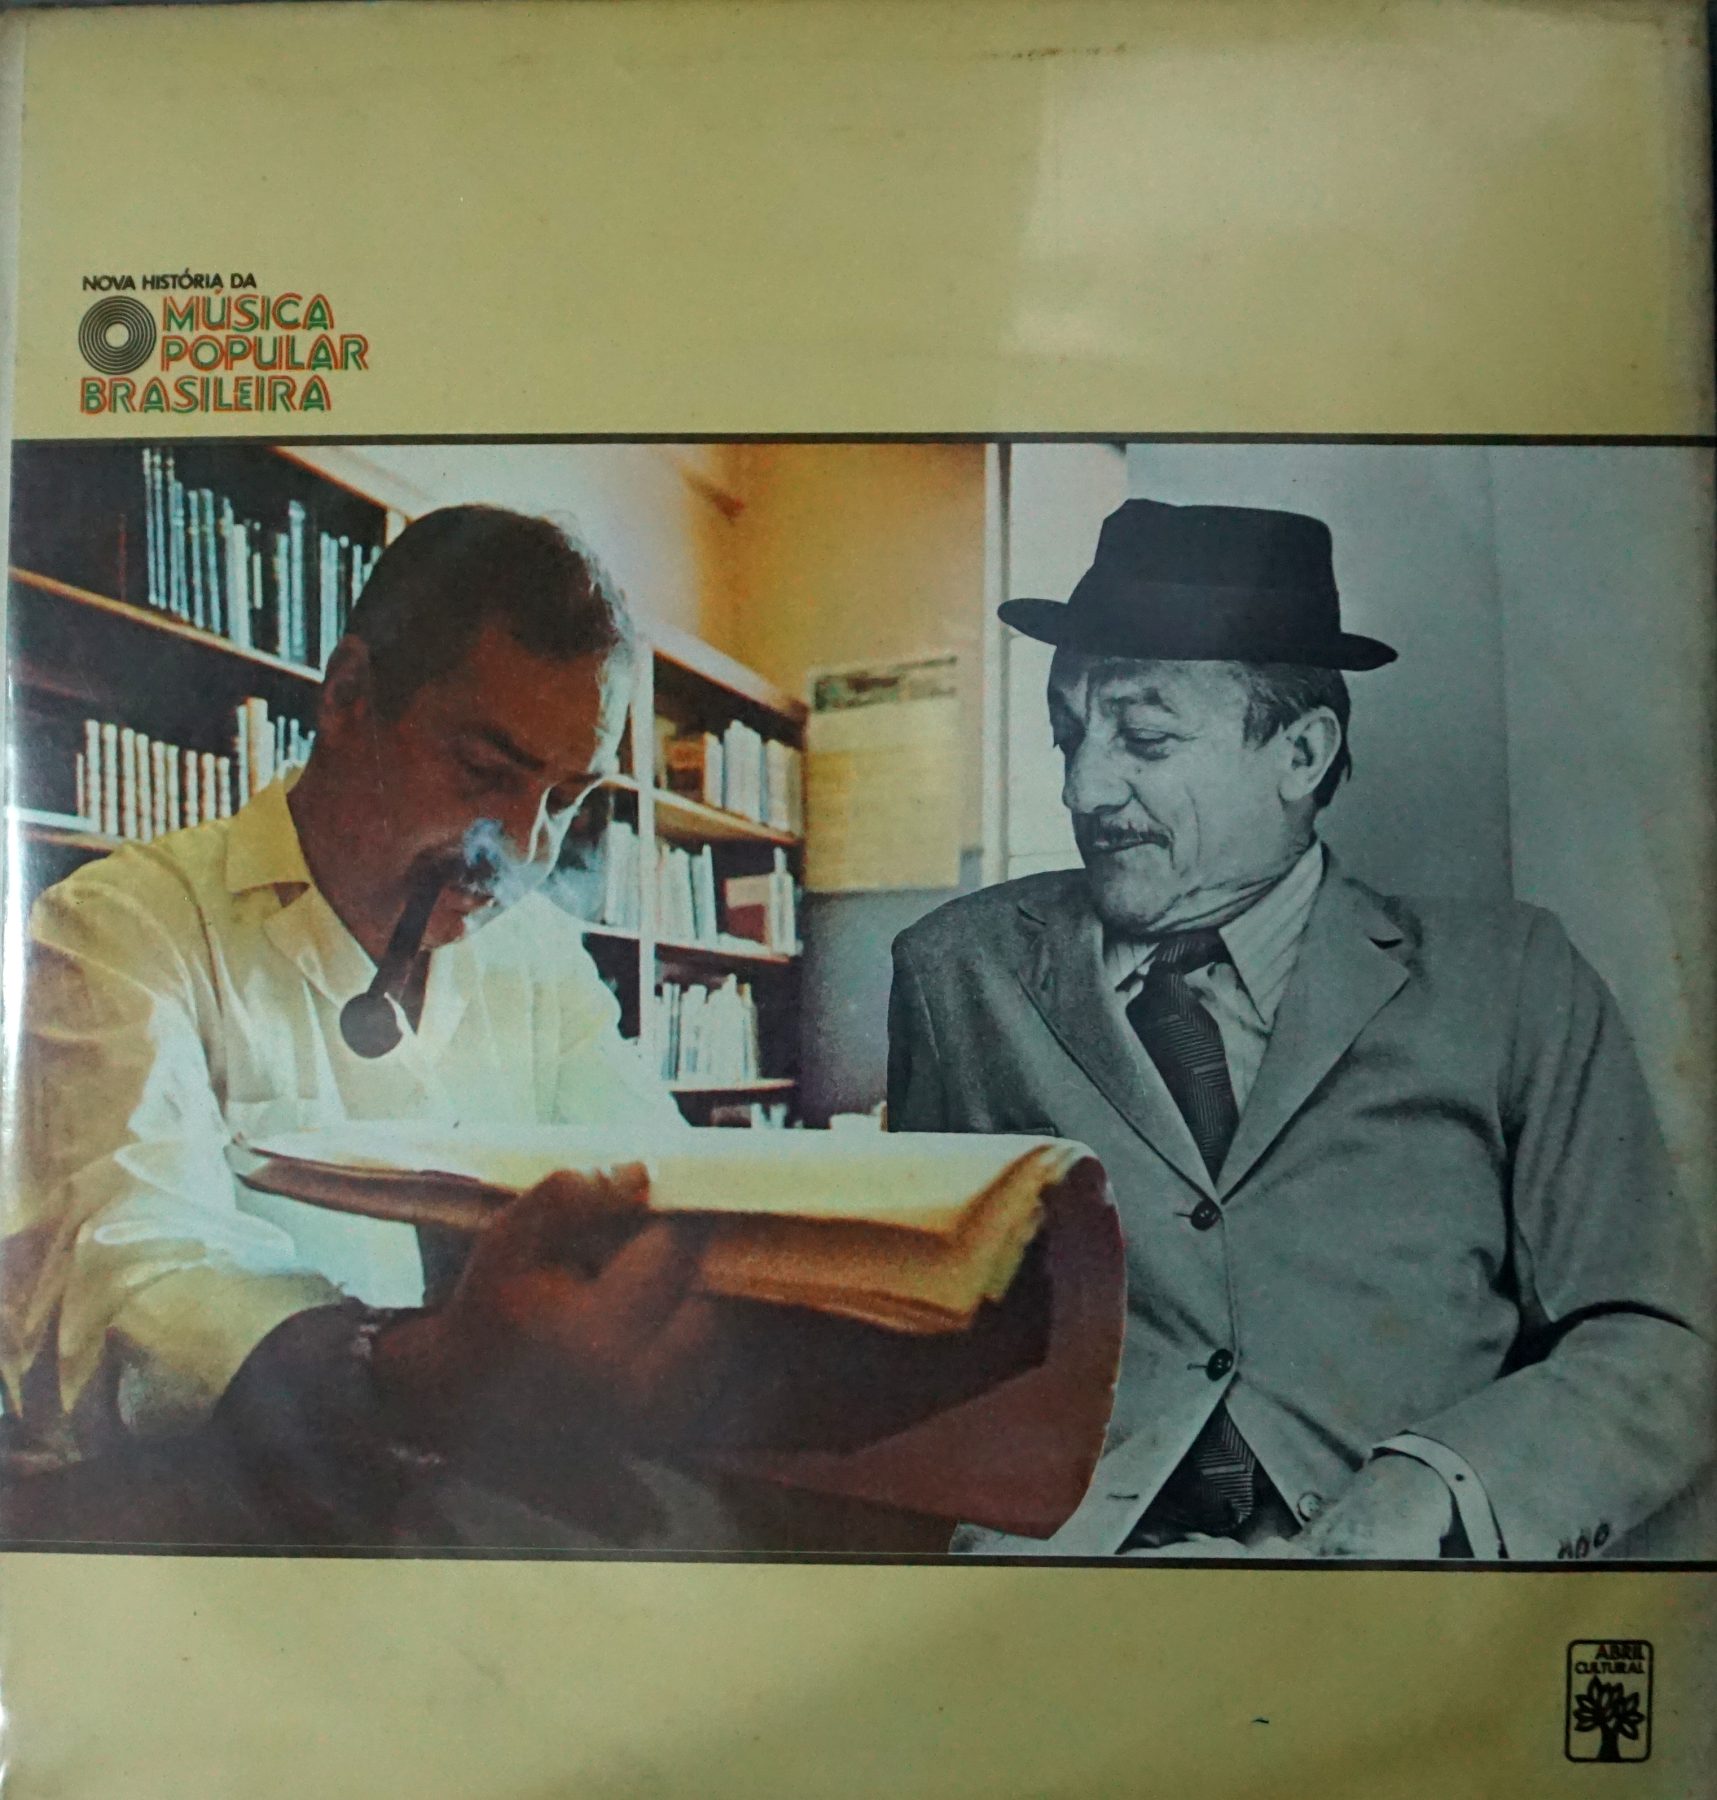 NOVA HISTÓRIA DA
MÚSICA
POPULAR
BRASILEIRA
ABRIL
CULTURAL